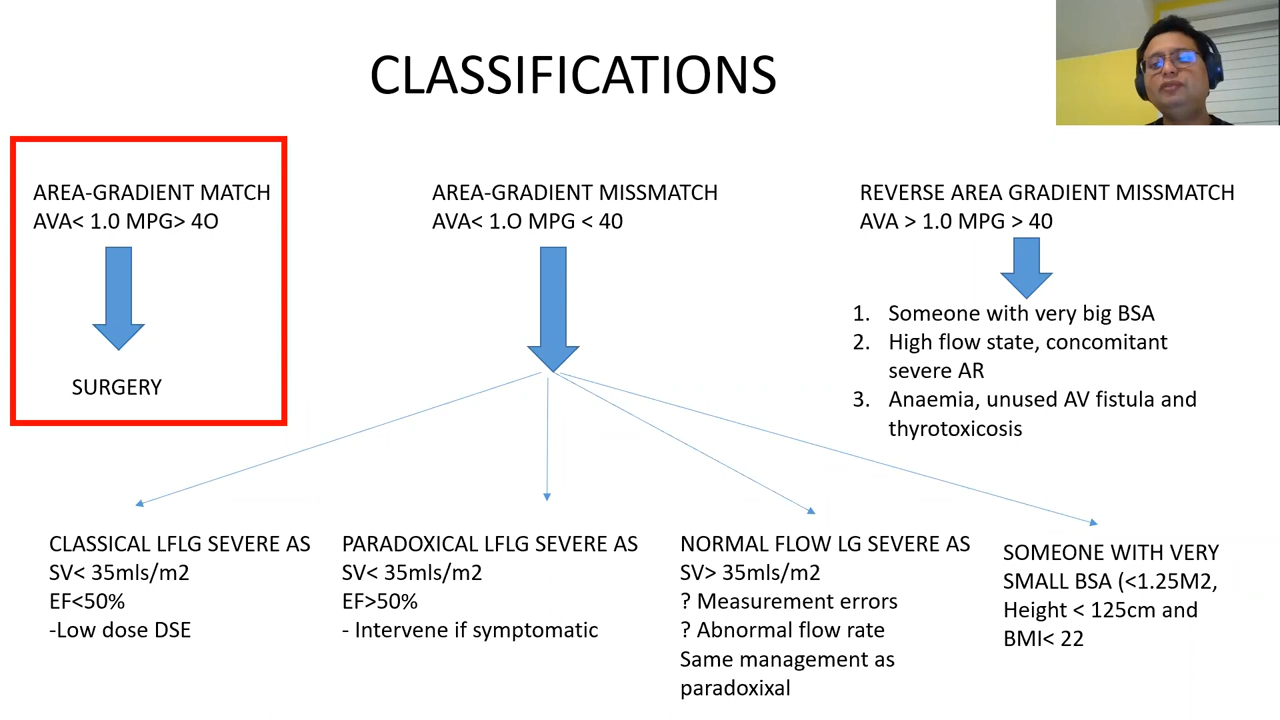 CLASSIFICATIONS
AREA-GRADIENT MATCH
AVA< 1.0 MPG> 4O
SURGERY
AREA-GRADIENT MISSMATCH
AVA< 1.O MPG < 40
REVERSE AREA GRADIENT MISSMATCH
AVA > 1.0 MPG > 40
1. Someone with very big BSA
2. High flow state, concomitant
severe AR
3. Anaemia, unused AV fistula and
thyrotoxicosis
CLASSICAL LFLG SEVERE AS
SV< 35mls/m2
EF<50%
-Low dose DSE
PARADOXICAL LFLG SEVERE AS
SV< 35mls/m2
EF>50%
- Intervene if symptomatic
NORMAL FLOW LG SEVERE AS
SV> 35mls/m2
? Measurement errors
? Abnormal flow rate
Same management as
paradoxixal
SOMEONE WITH VERY
SMALL BSA (<1.25M2,
Height < 125cm and
BMI< 22